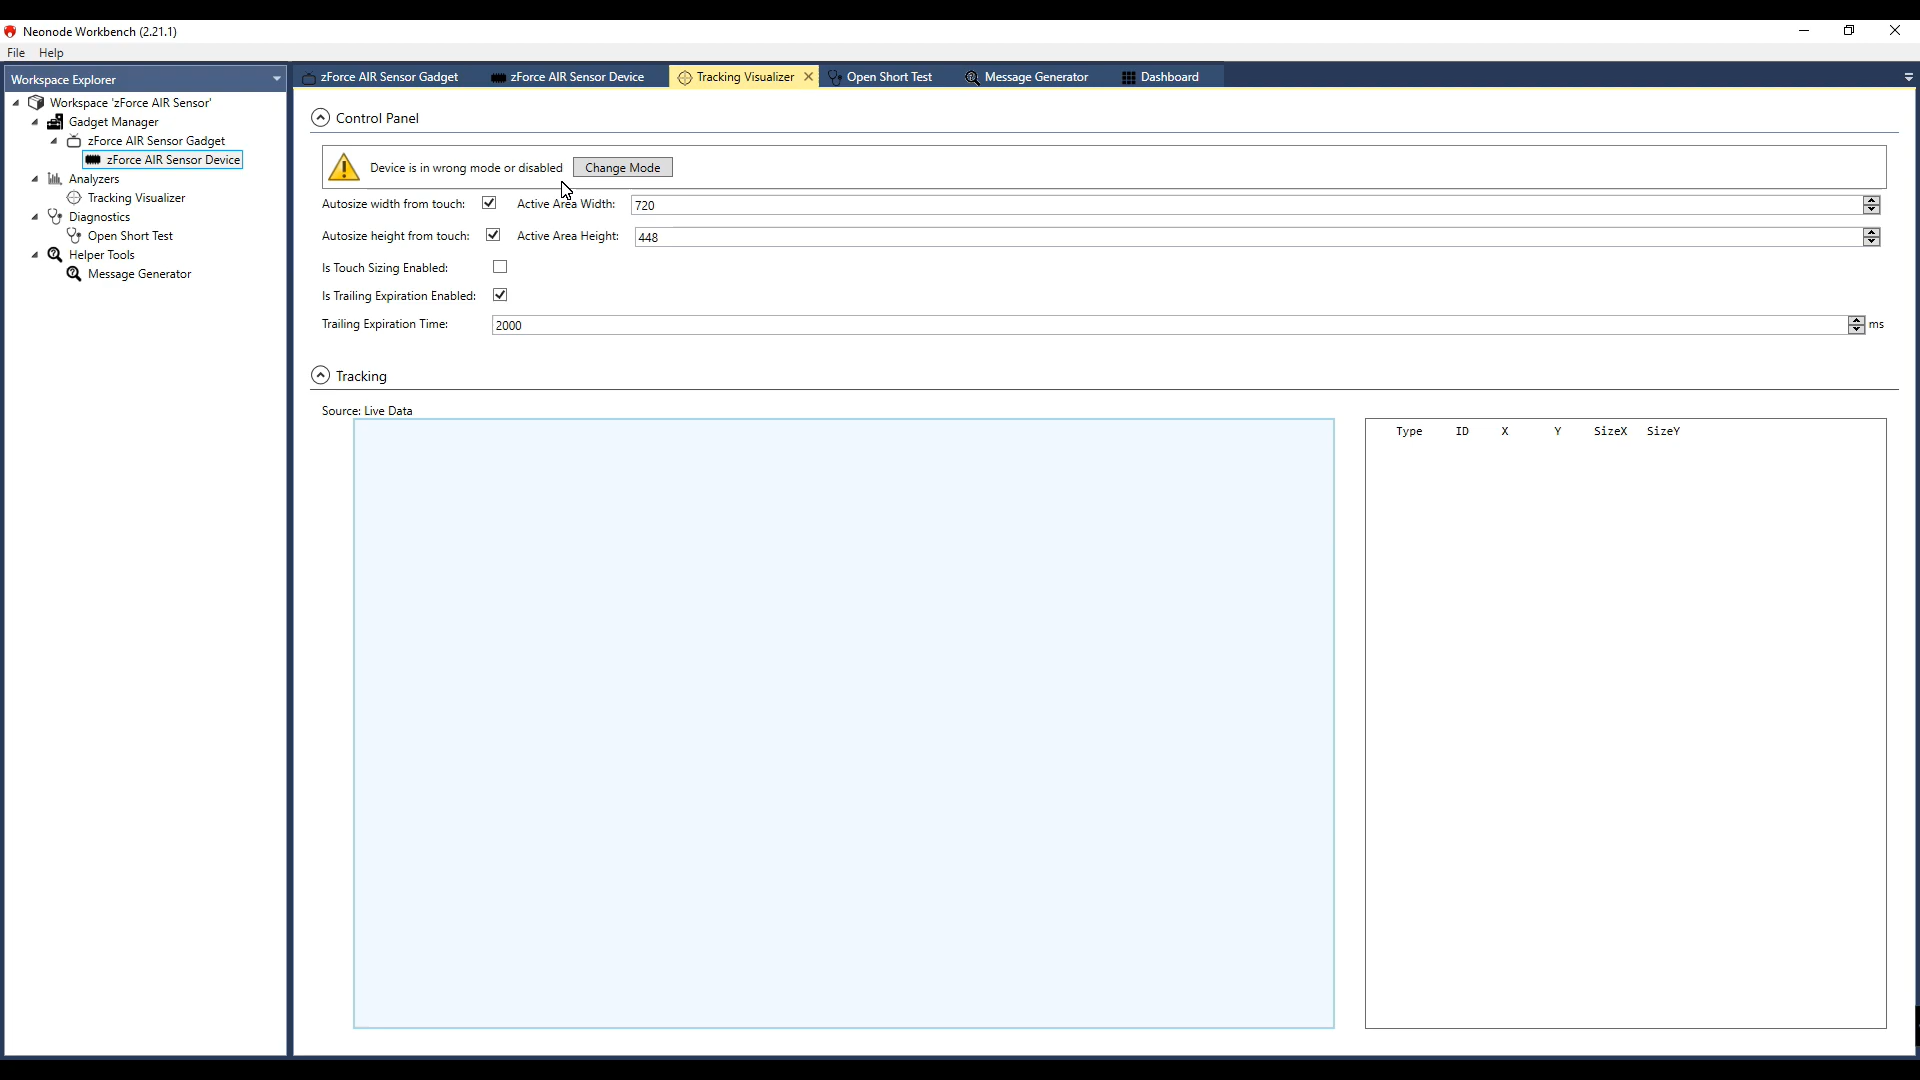 Neonode Workbench (2.21.1)
File Help
Workspace Explorer
zForce AIR Sensor Gadget zForce AIR Sensor Device Tracking Visualizer Open Short Test Message Generator Dashboard
Workspace 'zForce AIR Sensor'
Gadget Manager
zForce AIR Sensor Gadget
zForce AIR Sensor Device
Analyzers
Tracking Visualizer
Diagnostics
Open Short Test
Helper Tools
Message Generator
Control Panel
Device is in wrong mode or disabled Change Mode
Autosize width from touch: Active Area Width: 720
Autosize height from touch: Active Area Height: 448
Is Touch Sizing Enabled:
Is Trailing Expiration Enabled:
Trailing Expiration Time: 2000 ms
Tracking
Source: Live Data
Type ID X Y SizeX SizeY